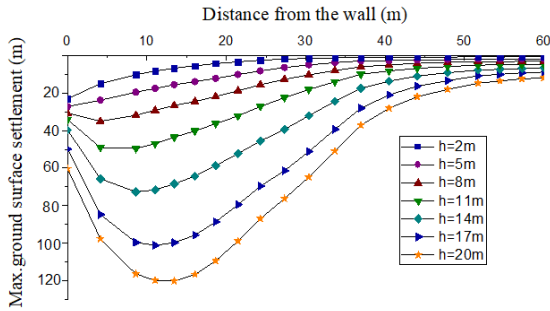 Distance from the wall (m)
0 10 20 30 40 50 60
Max.ground surface settlement (m)
20
40
60
80
100
120
h=2m
h=5m
h=8m
h=11m
h=14m
h=17m
h=20m